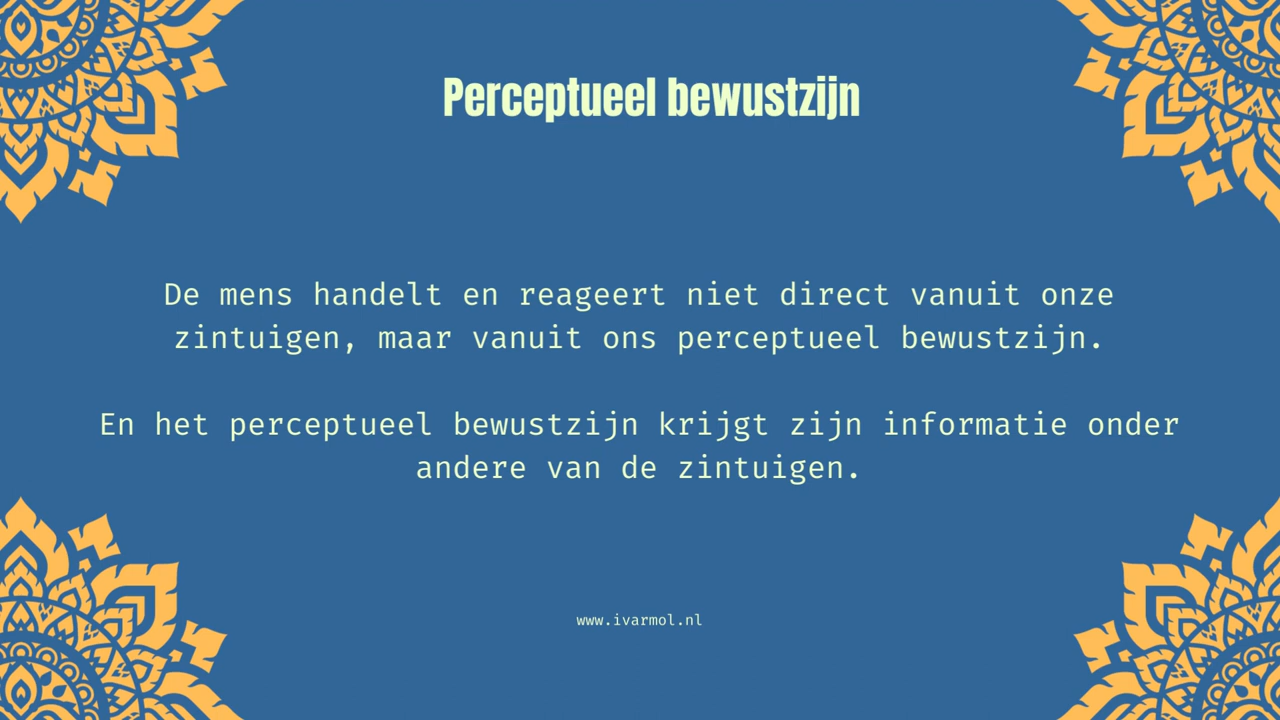 Perceptueel bewustzijn
De mens handelt en reageert niet direct vanuit onze
zintuigen, maar vanuit ons perceptueel bewustzijn.
En het perceptueel bewustzijn krijgt zijn informatie onder
andere van de zintuigen.
www.ivarmol.nl